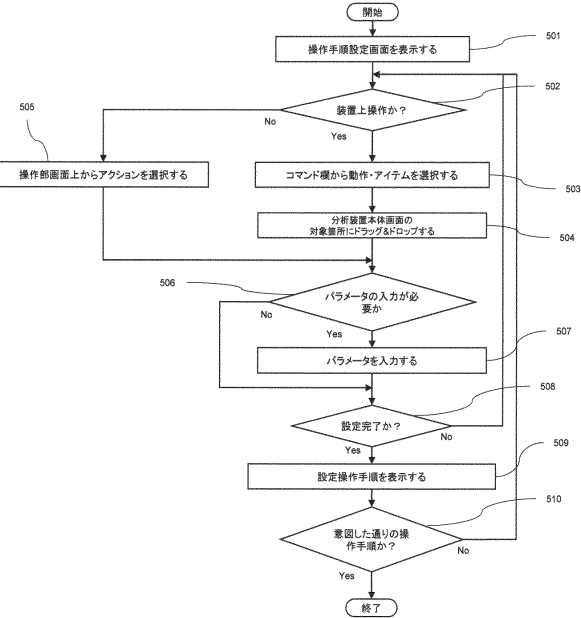 開始
操作手順設定画面を表示する
501
装置上操作か？
502
No
Yes
505
操作部画面上からアクションを選択する
コマンド欄から動作・アイテムを選択する
503
分析装置本体画面の
対象箇所にドラッグ&ドロップする
504
506
パラメータの入力が必
要か
No
Yes
507
パラメータを入力する
508
設定完了か？
No
Yes
509
設定操作手順を表示する
510
意図した通りの操
作手順か？
No
Yes
終了